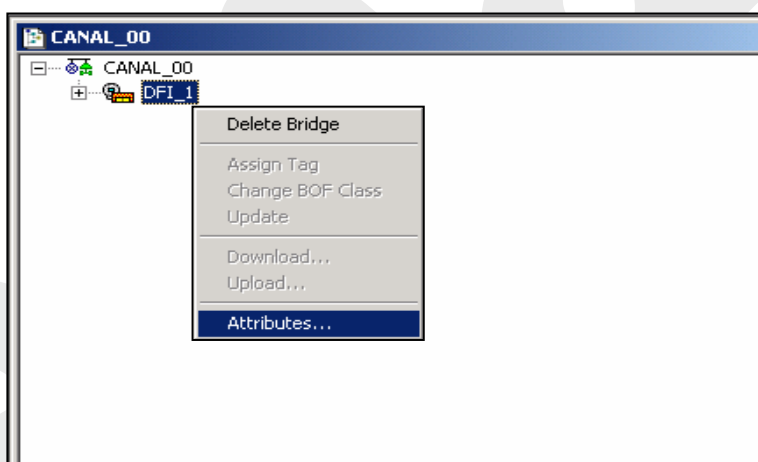 CANAL_00
CANAL_00
DFI_1
Delete Bridge
Assign Tag
Change BOF Class
Update
Download...
Upload...
Attributes...